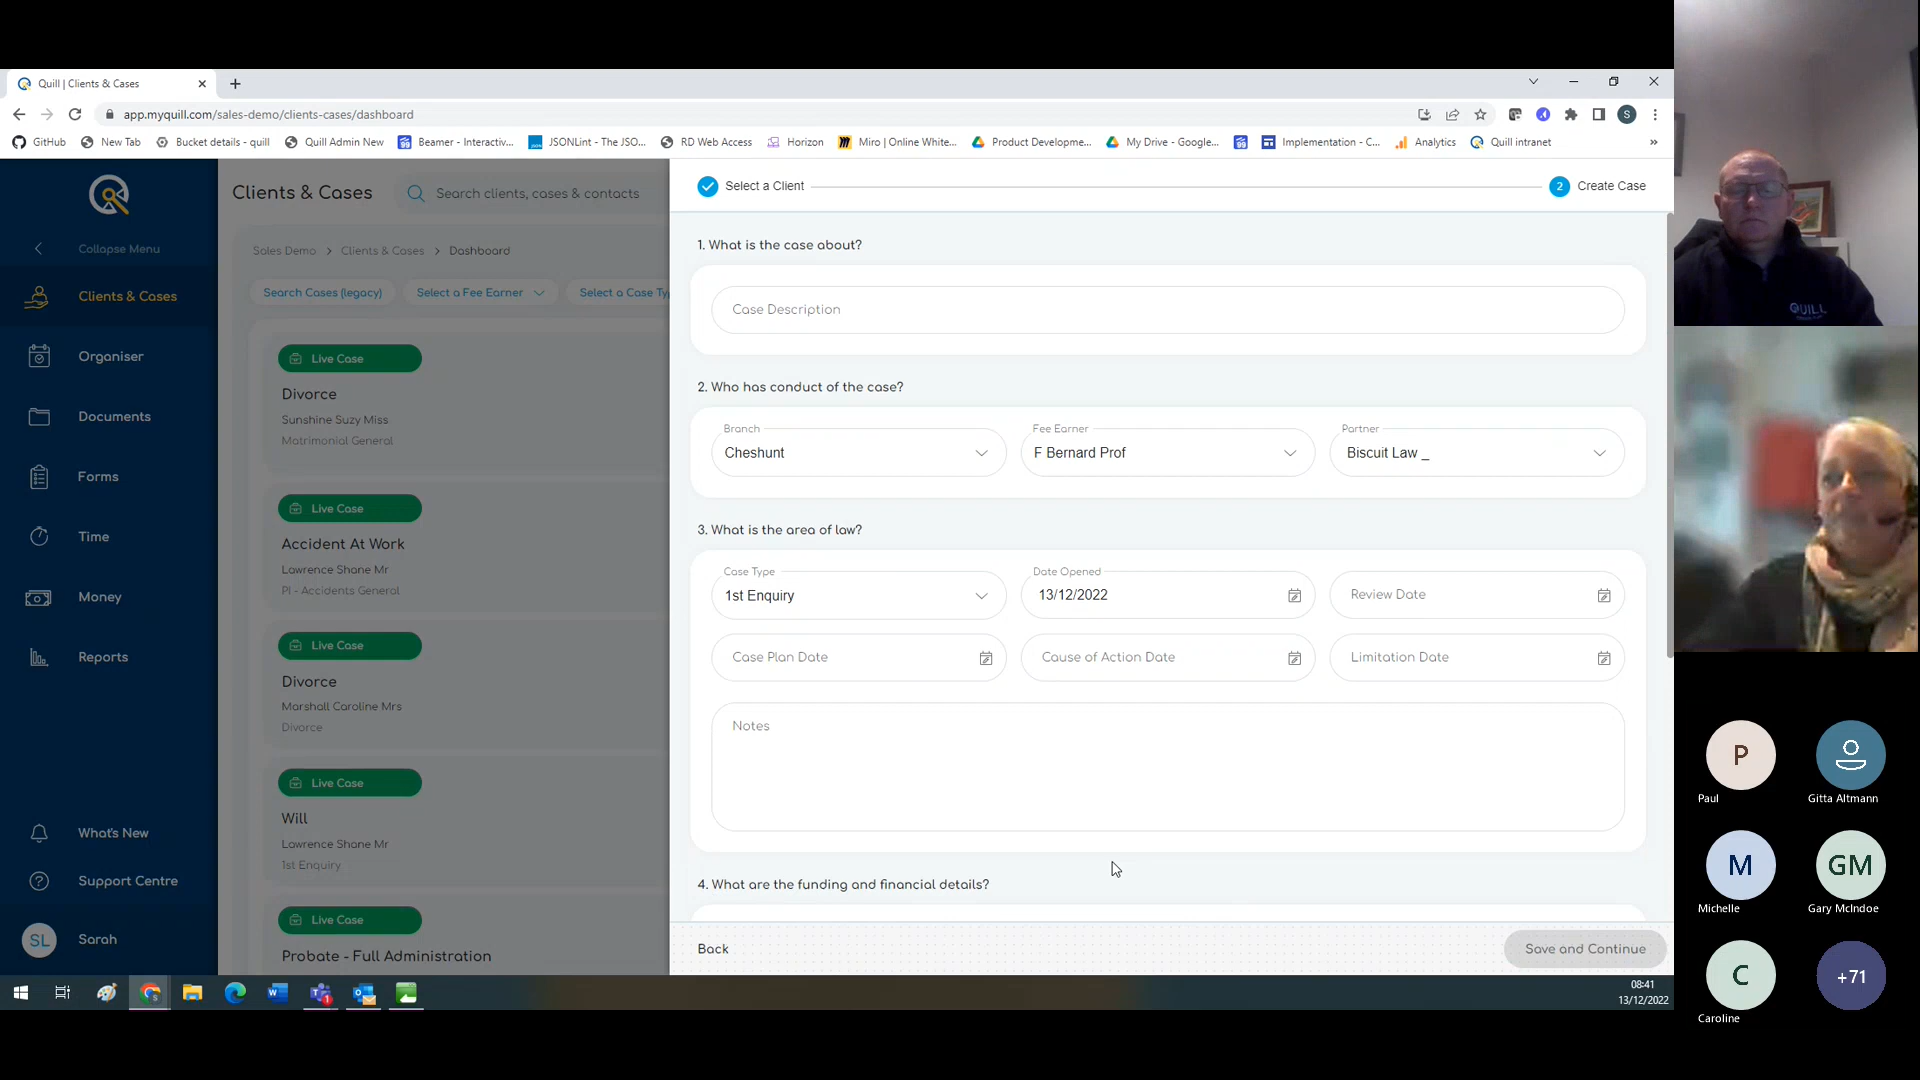 Quill | Clients & Cases
app.myquill.com/sales-demo/clients-cases/dashboard
S
GitHub
New Tab
Bucket details - quill
Quill Admin New
Beamer - Interactiv...
JSONLint - The JSO...
RD Web Access
Horizon
Miro | Online White...
Product Developme...
My Drive - Google...
Implementation - C...
Analytics
Quill intranet
»
Collapse Menu
Clients & Cases
Organiser
Documents
Forms
Time
Money
Reports
What's New
Support Centre
SL
Sarah
Clients & Cases
Search clients, cases & contacts
Sales Demo > Clients & Cases > Dashboard
Search Cases (legacy)
Select a Fee Earner
Select a Case Ty
Live Case
Divorce
Sunshine Suzy Miss
Matrimonial General
Live Case
Accident At Work
Lawrence Shane Mr
PI - Accidents General
Live Case
Divorce
Marshall Caroline Mrs
Divorce
Live Case
Will
Lawrence Shane Mr
1st Enquiry
Live Case
Probate - Full Administration
Select a Client
2
Create Case
1. What is the case about?
Case Description
2. Who has conduct of the case?
Branch
Cheshunt
Fee Earner
F Bernard Prof
Partner
Biscuit Law _
3. What is the area of law?
Case Type
1st Enquiry
Date Opened
13/12/2022
Review Date
Case Plan Date
Cause of Action Date
Limitation Date
Notes
4. What are the funding and financial details?
Back
Save and Continue
08:41
13/12/2022
QUILL
P
Paul
Gitta Altmann
M
Michelle
GM
Gary McIndoe
C
Caroline
+71